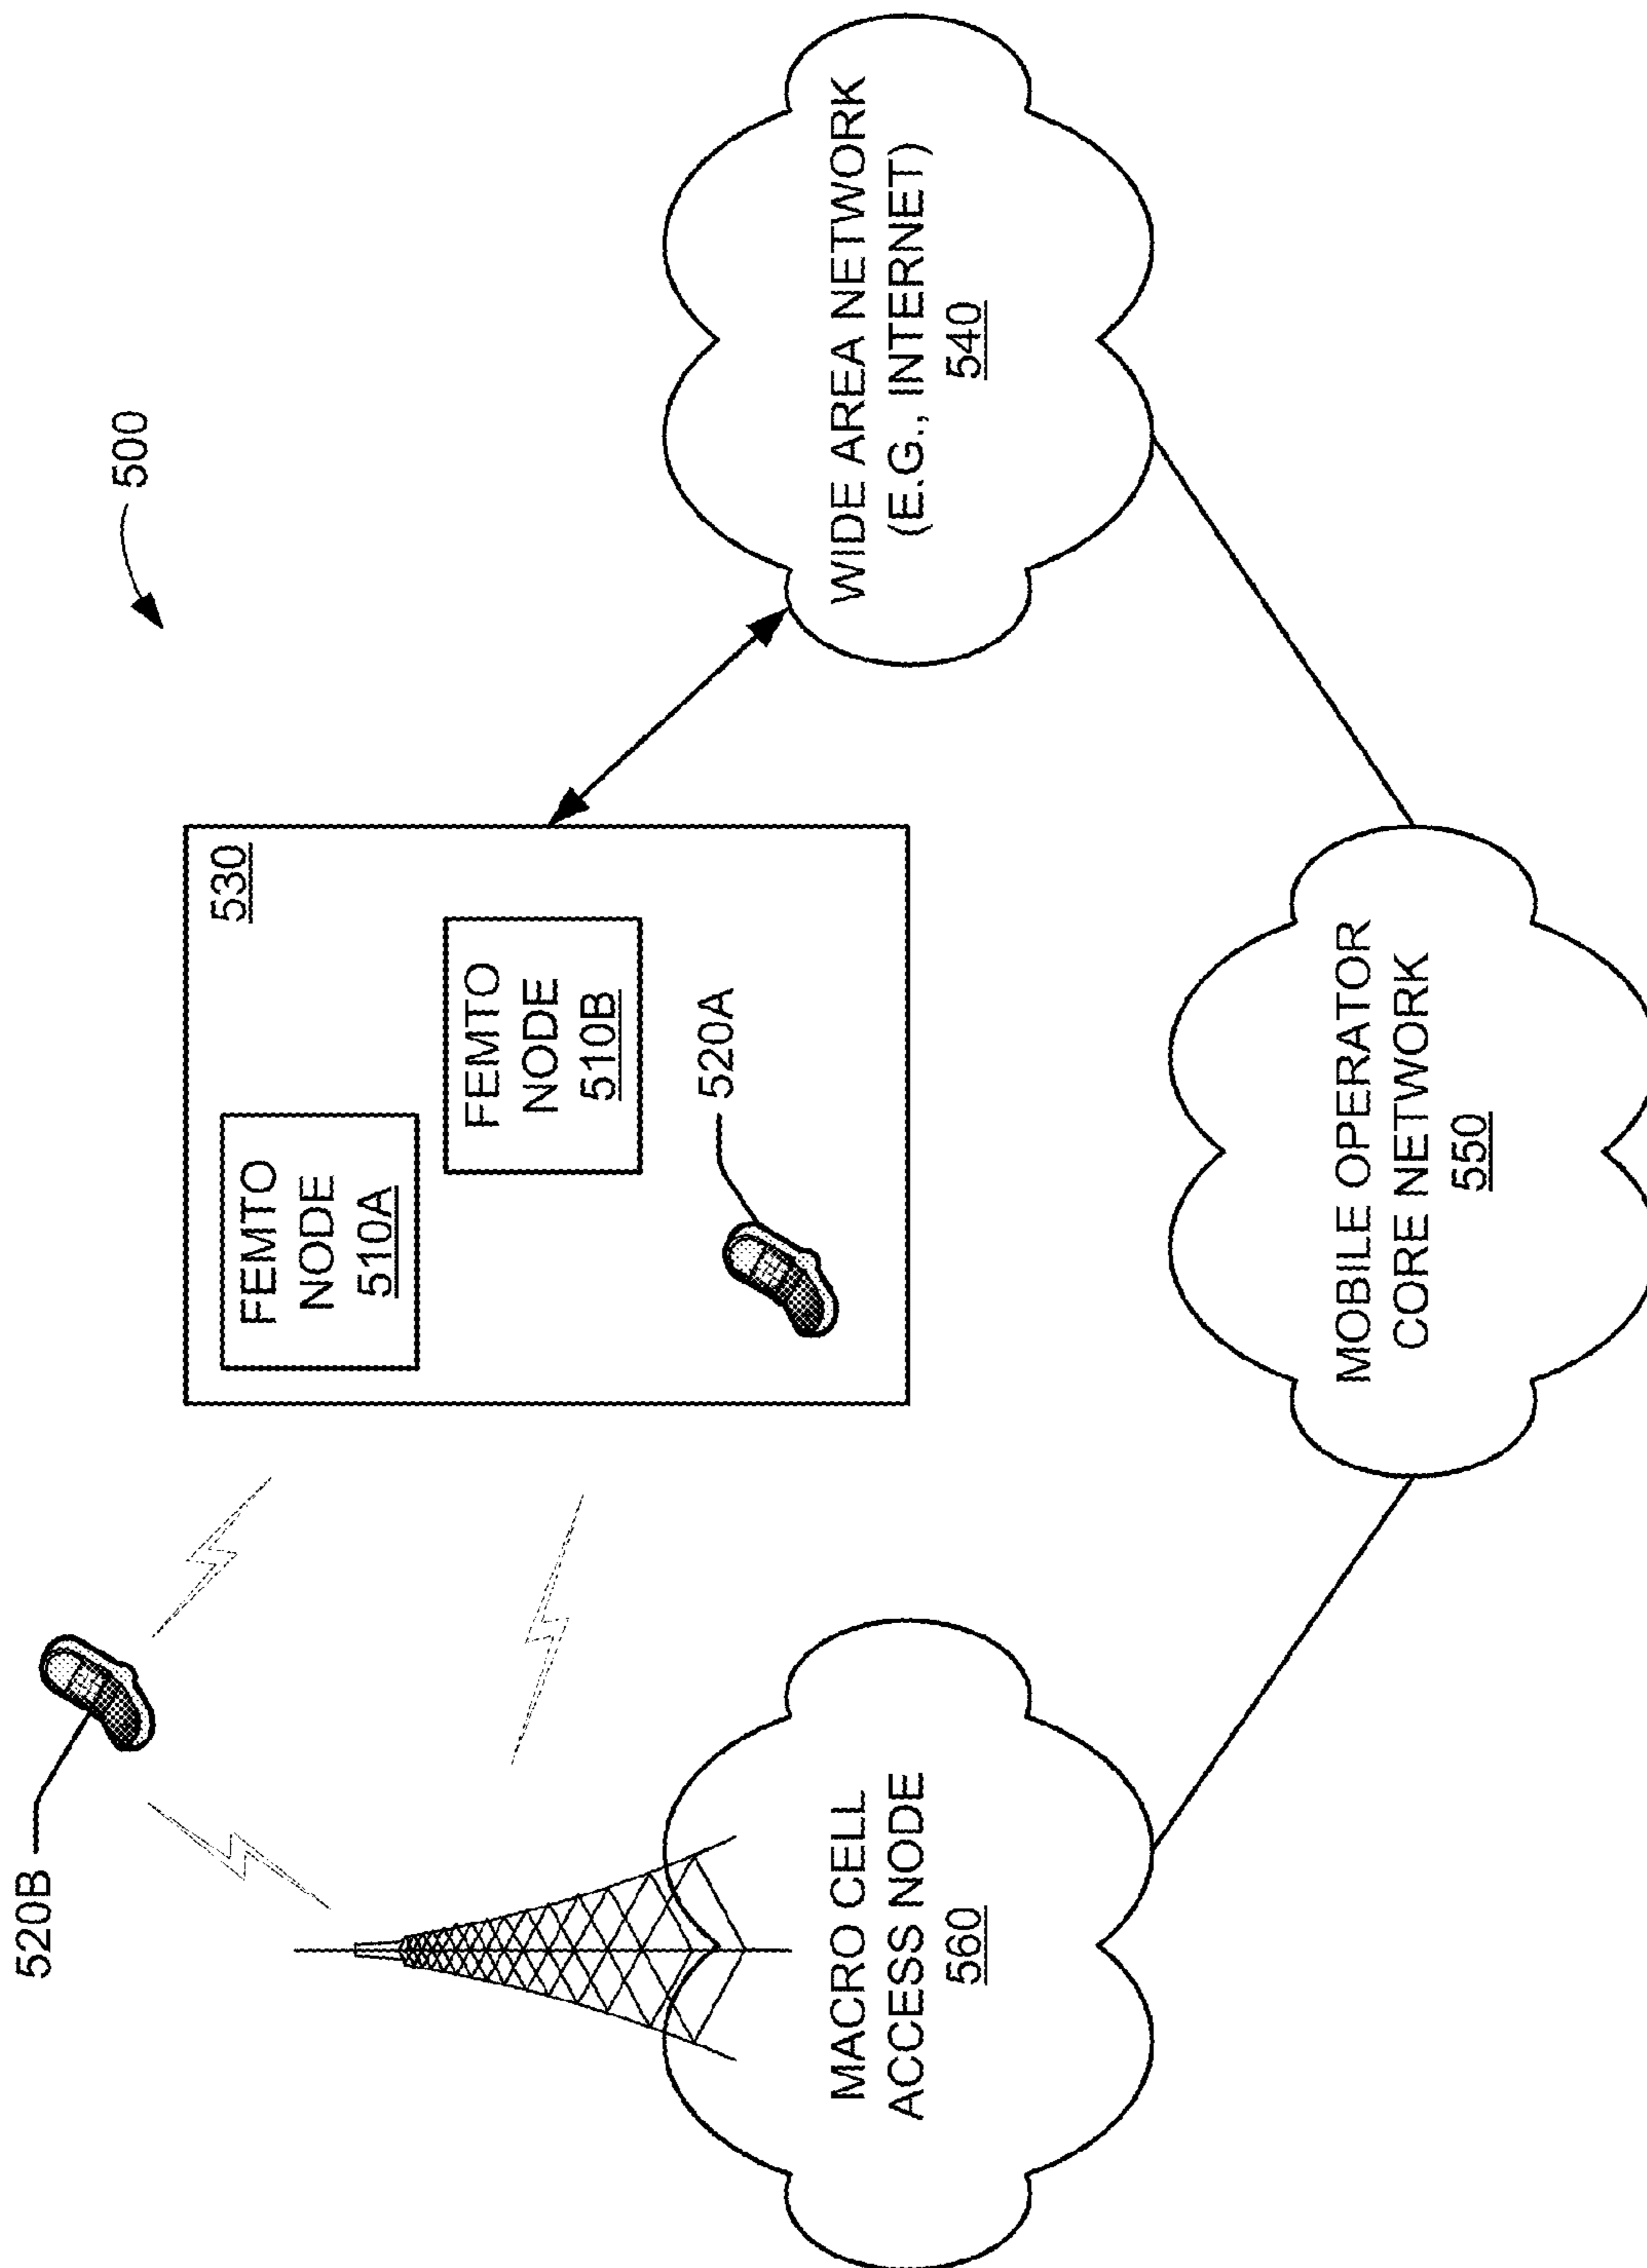 500
520B
530
FEMTO
NODE
510A
FEMTO
NODE
510B
520A
MACRO CELL
ACCESS NODE
560
WIDE AREA NETWORK
(E.G., INTERNET)
540
MOBILE OPERATOR
CORE NETWORK
550